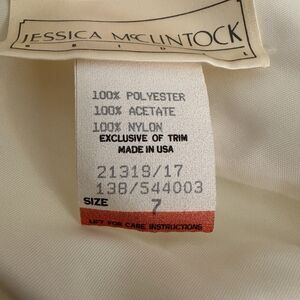 JESSICA McCLINTOCK
BRIDAL
100% POLYESTER
100% ACETATE
100% NYLON
EXCLUSIVE OF TRIM
MADE IN USA
21319/17
138/544003
SIZE 7
LIFT FOR CARE INSTRUCTIONS